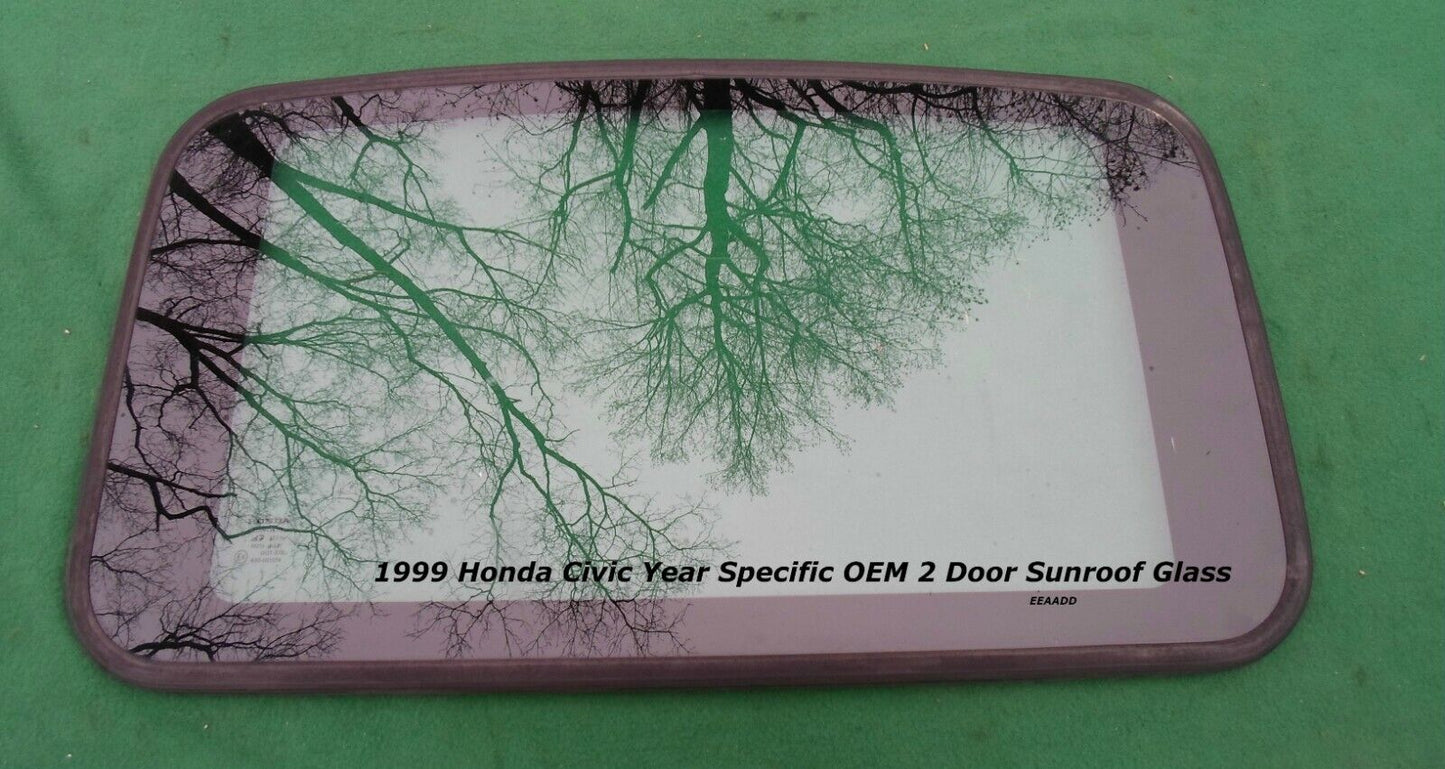 1999 Honda Civic Year Specific OEM 2 Door Sunroof Glass
EEAADD